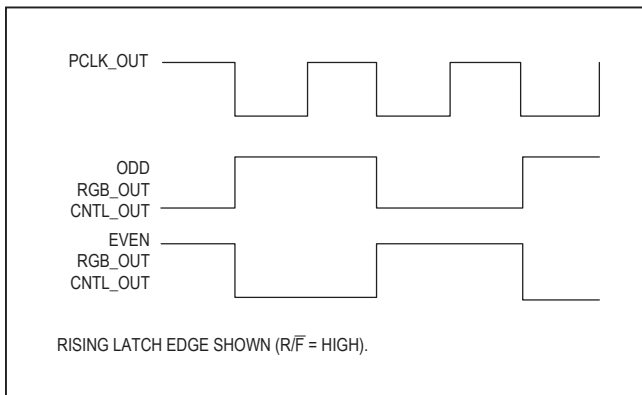 PCLK_OUT
ODD
RGB_OUT
CNTL_OUT
EVEN
RGB_OUT
CNTL_OUT
RISING LATCH EDGE SHOWN (R/F̅ = HIGH).